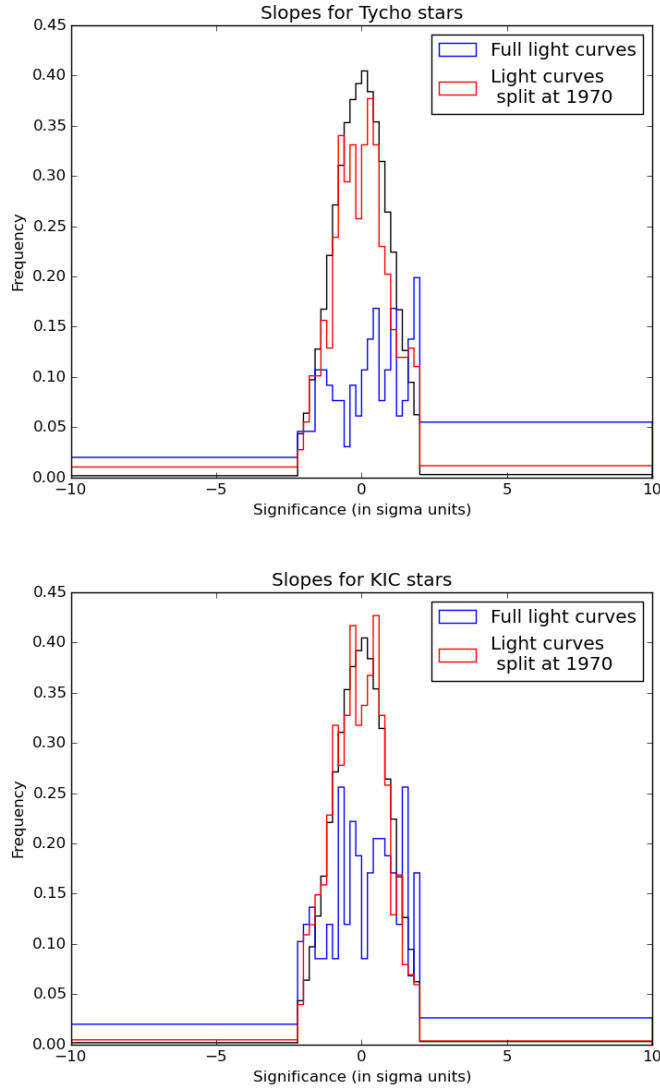 Slopes for Tycho stars
0.45
0.40
0.35
0.30
0.25
0.20
0.15
0.10
0.05
0.00
Frequency
Full light curves
Light curves
split at 1970
−10
−5
0
5
10
Significance (in sigma units)
Slopes for KIC stars
0.45
0.40
0.35
0.30
0.25
0.20
0.15
0.10
0.05
0.00
Frequency
Full light curves
Light curves
split at 1970
−10
−5
0
5
10
Significance (in sigma units)